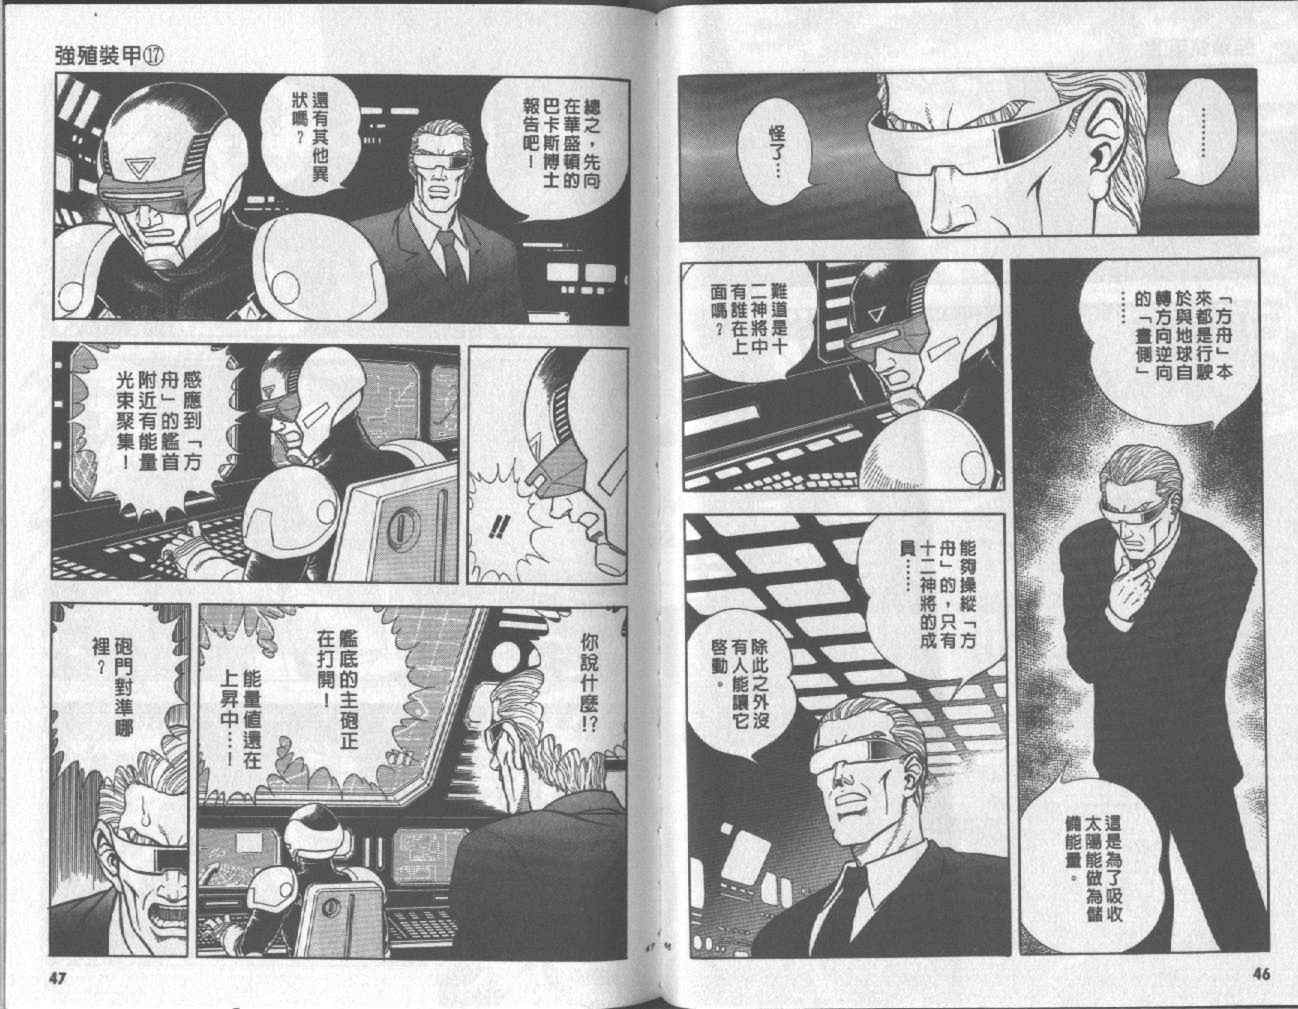 ………
怪了…
「方舟」本
來都是行駛
於與地球自
轉方向逆向
的「晝側」
……
這是為了吸收
太陽能做為儲
備能量。
難道是十
二神將中
有誰在上
面嗎？
能夠操縱「方
舟」的，只有
十二神將的成
員……
除此之外沒
有人能讓它
啓動。
46
強殖裝甲⑰
總之，先向
在華盛頓的
巴卡斯博士
報告吧！
還有其他異
狀嗎？
!!
感應到「方
舟」的艦首
附近有能量
光束聚集！
你說什麼!?
艦底的主砲正
在打開！
能量值還在
上昇中…！
砲門對準哪
裡？
47